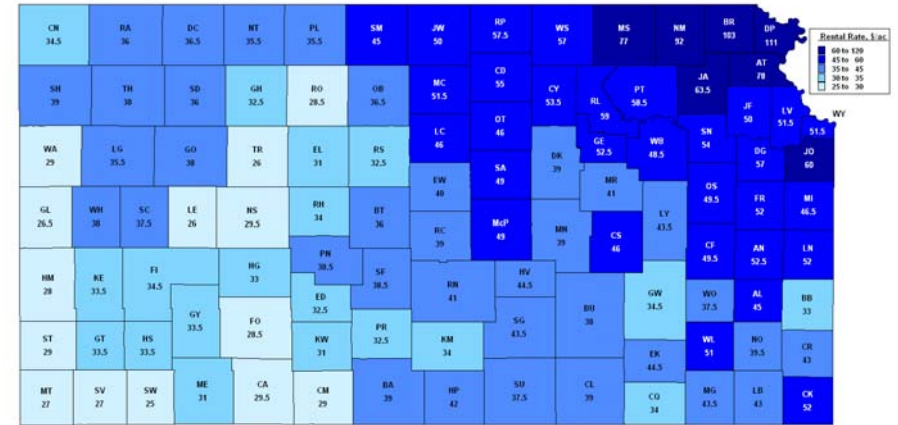 CN
34.5
RA
36
DC
36.5
NT
35.5
PL
35.5
SM
45
JW
50
RP
57.5
WS
57
MS
77
NM
92
BR
103
DP
111
Rental Rate, $/ac
60 to 120
45 to 60
35 to 45
30 to 35
25 to 30
SH
39
TH
38
SD
36
GH
32.5
RO
28.5
OB
36.5
MC
51.5
CD
55
CY
53.5
RL
59
PT
58.5
JA
63.5
AT
78
JF
50
LV
51.5
WY
51.5
WA
29
LG
35.5
GO
38
TR
26
EL
31
RS
32.5
LC
46
OT
46
DK
39
GE
52.5
WB
48.5
SN
54
DG
57
JO
60
GL
26.5
WH
38
SC
37.5
LE
26
NS
29.5
RH
34
BT
36
EW
40
SA
49
MR
41
LY
43.5
OS
49.5
FR
52
MI
46.5
RC
39
McP
49
MN
39
CS
46
CF
49.5
AN
52.5
LN
52
HM
28
KE
33.5
FI
34.5
HG
33
PN
38.5
SF
38.5
RN
41
HV
44.5
BU
38
GW
34.5
WO
37.5
AL
45
BB
33
GY
33.5
FO
28.5
ED
32.5
PR
32.5
SG
43.5
ST
29
GT
33.5
HS
33.5
KW
31
KM
34
EK
44.5
WL
51
NO
39.5
CR
43
MT
27
SV
27
SW
25
ME
31
CA
29.5
CM
29
BA
39
HP
42
SU
37.5
CL
39
CQ
34
MG
43.5
LB
43
CK
52